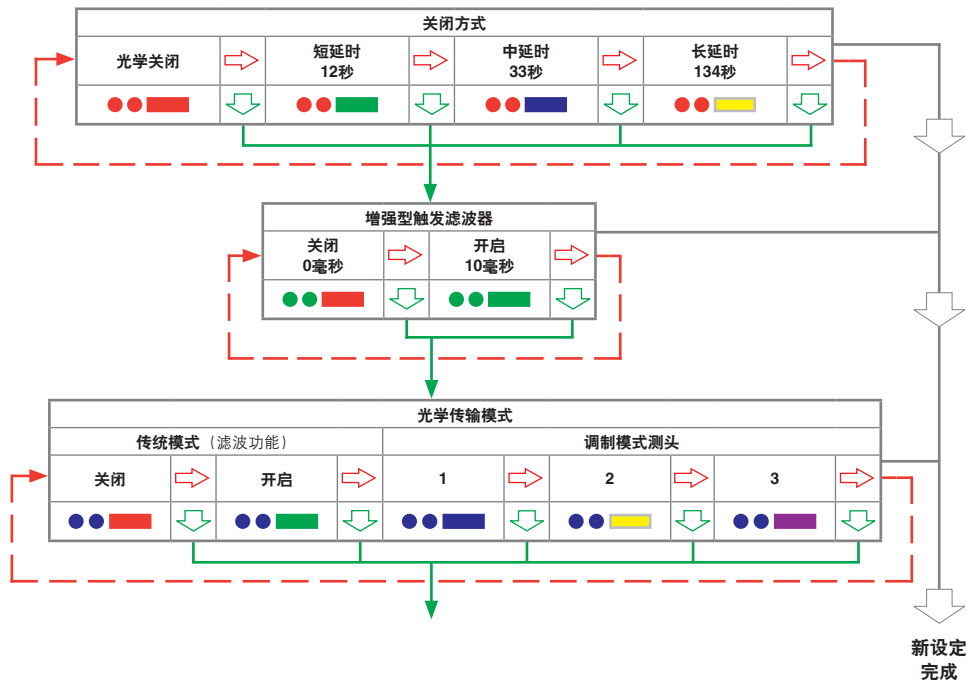 关闭方式
光学关闭
短延时
12秒
中延时
33秒
长延时
134秒
增强型触发滤波器
关闭
0毫秒
开启
10毫秒
光学传输模式
传统模式（滤波功能）
调制模式测头
关闭
开启
1
2
3
新设定
完成